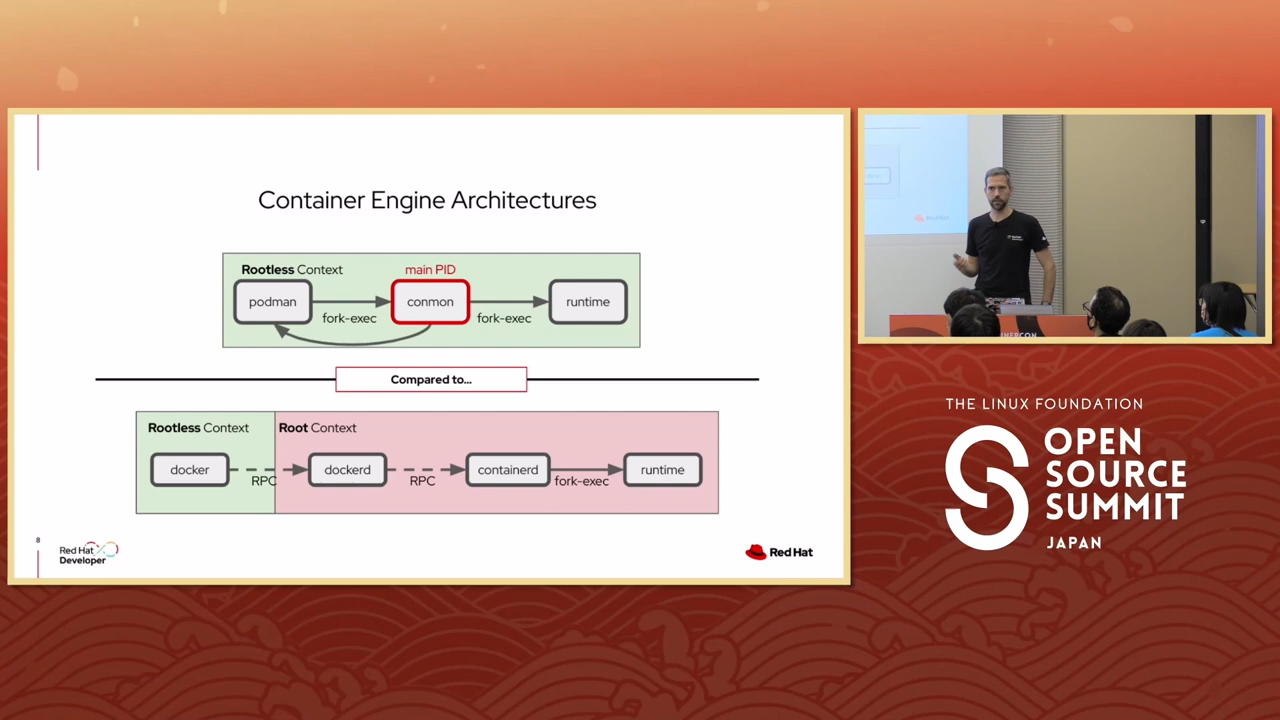 Container Engine Architectures
Rootless Context
main PID
podman
conmon
runtime
fork-exec
fork-exec
Compared to...
Rootless Context
Root Context
docker
dockerd
containerd
runtime
RPC
RPC
fork-exec
8
Red Hat
Developer
Red Hat
Red Hat
THE LINUX FOUNDATION
OPEN
SOURCE
SUMMIT
JAPAN